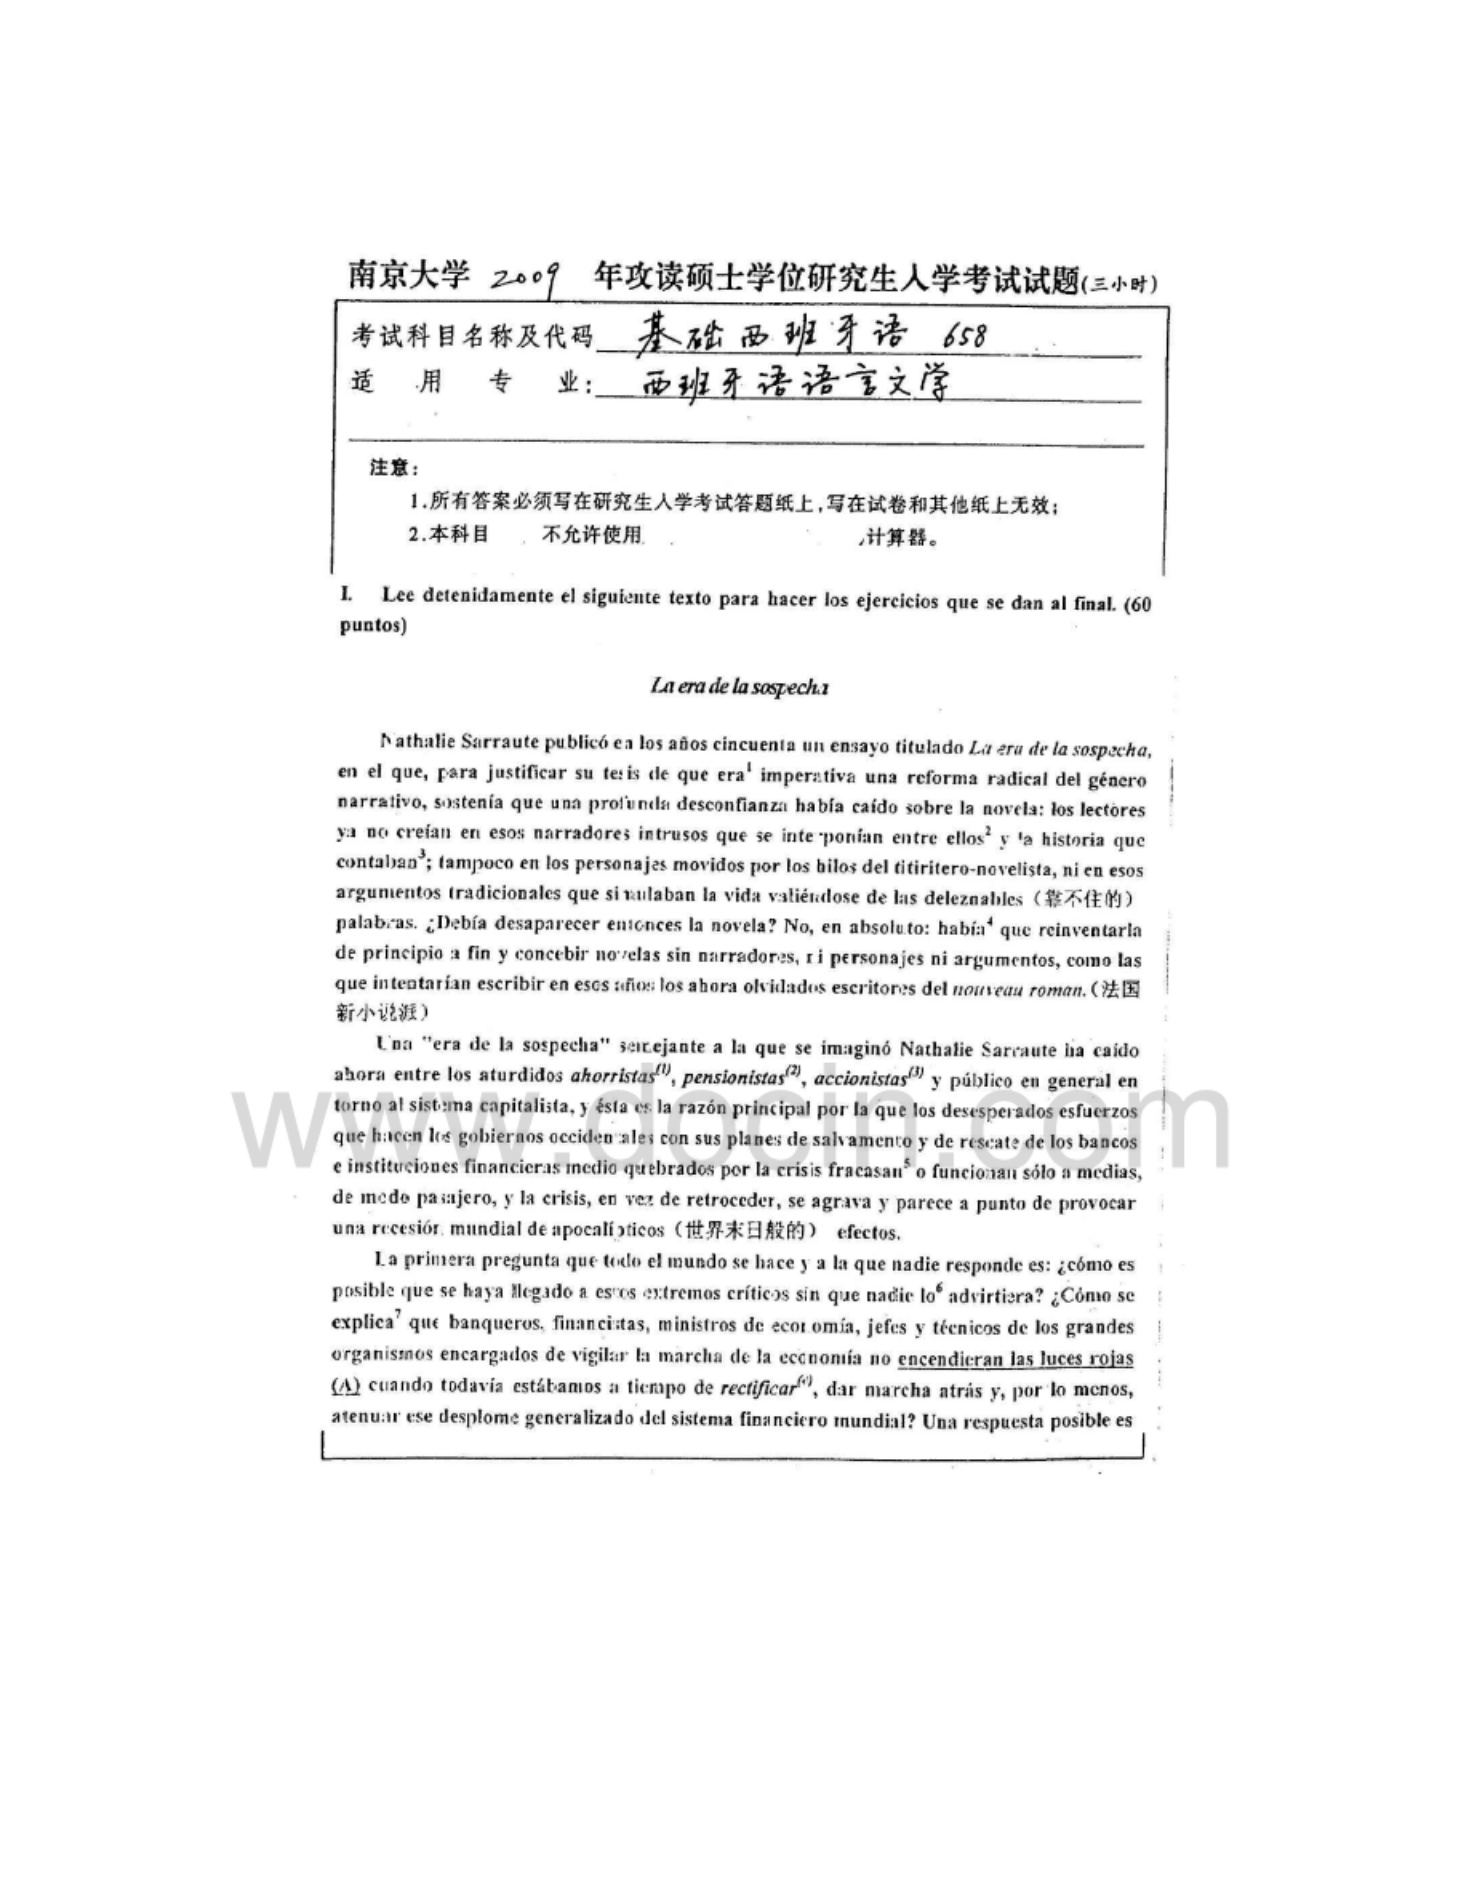 南京大学 2009 年攻读硕士学位研究生入学考试试题(三小时)
考试科目名称及代码 基础西班牙语 658
适 用 专 业: 西班牙语语言文学
注意:
1.所有答案必须写在研究生入学考试答题纸上,写在试卷和其他纸上无效;
2.本科目 不允许使用 计算器。
I. Lee detenidamente el siguiente texto para hacer los ejercicios que se dan al final. (60
puntos)
La era de la sospecha
Nathalie Sarraute publicó en los años cincuenta un ensayo titulado La era de la sospecha,
en el que, para justificar su tesis de que era¹ imperativa una reforma radical del género
narrativo, sostenía que una profunda desconfianza había caído sobre la novela: los lectores
ya no creían en esos narradores intrusos que se interponían entre ellos² y la historia que
contaban³; tampoco en los personajes movidos por los hilos del titiritero-novelista, ni en esos
argumentos tradicionales que simulaban la vida valiéndose de las deleznables (靠不住的)
palabras. ¿Debía desaparecer entonces la novela? No, en absoluto: había⁴ que reinventarla
de principio a fin y concebir novelas sin narradores, ni personajes ni argumentos, como las
que intentarían escribir en esos años los ahora olvidados escritores del nouveau roman.(法国
新小说派)
Una "era de la sospecha" semejante a la que se imaginó Nathalie Sarraute ha caído
ahora entre los aturdidos ahorristas⁽¹⁾, pensionistas⁽²⁾, accionistas⁽³⁾ y público en general en
torno al sistema capitalista, y ésta es la razón principal por la que los desesperados esfuerzos
que hacen los gobiernos occidentales con sus planes de salvamento y de rescate de los bancos
e instituciones financieras medio quebrados por la crisis fracasan⁵ o funcionan sólo a medias,
de modo pasajero, y la crisis, en vez de retroceder, se agrava y parece a punto de provocar
una recesión mundial de apocalípticos (世界末日般的) efectos.
La primera pregunta que todo el mundo se hace y a la que nadie responde es: ¿cómo es
posible que se haya llegado a estos extremos críticos sin que nadie lo⁶ advirtiera? ¿Cómo se
explica⁷ que banqueros, financistas, ministros de economía, jefes y técnicos de los grandes
organismos encargados de vigilar la marcha de la economía no encendieran las luces rojas
(A) cuando todavía estábamos a tiempo de rectificar⁽⁴⁾, dar marcha atrás y, por lo menos,
atenuar ese desplome generalizado del sistema financiero mundial? Una respuesta posible es
www.docin.com